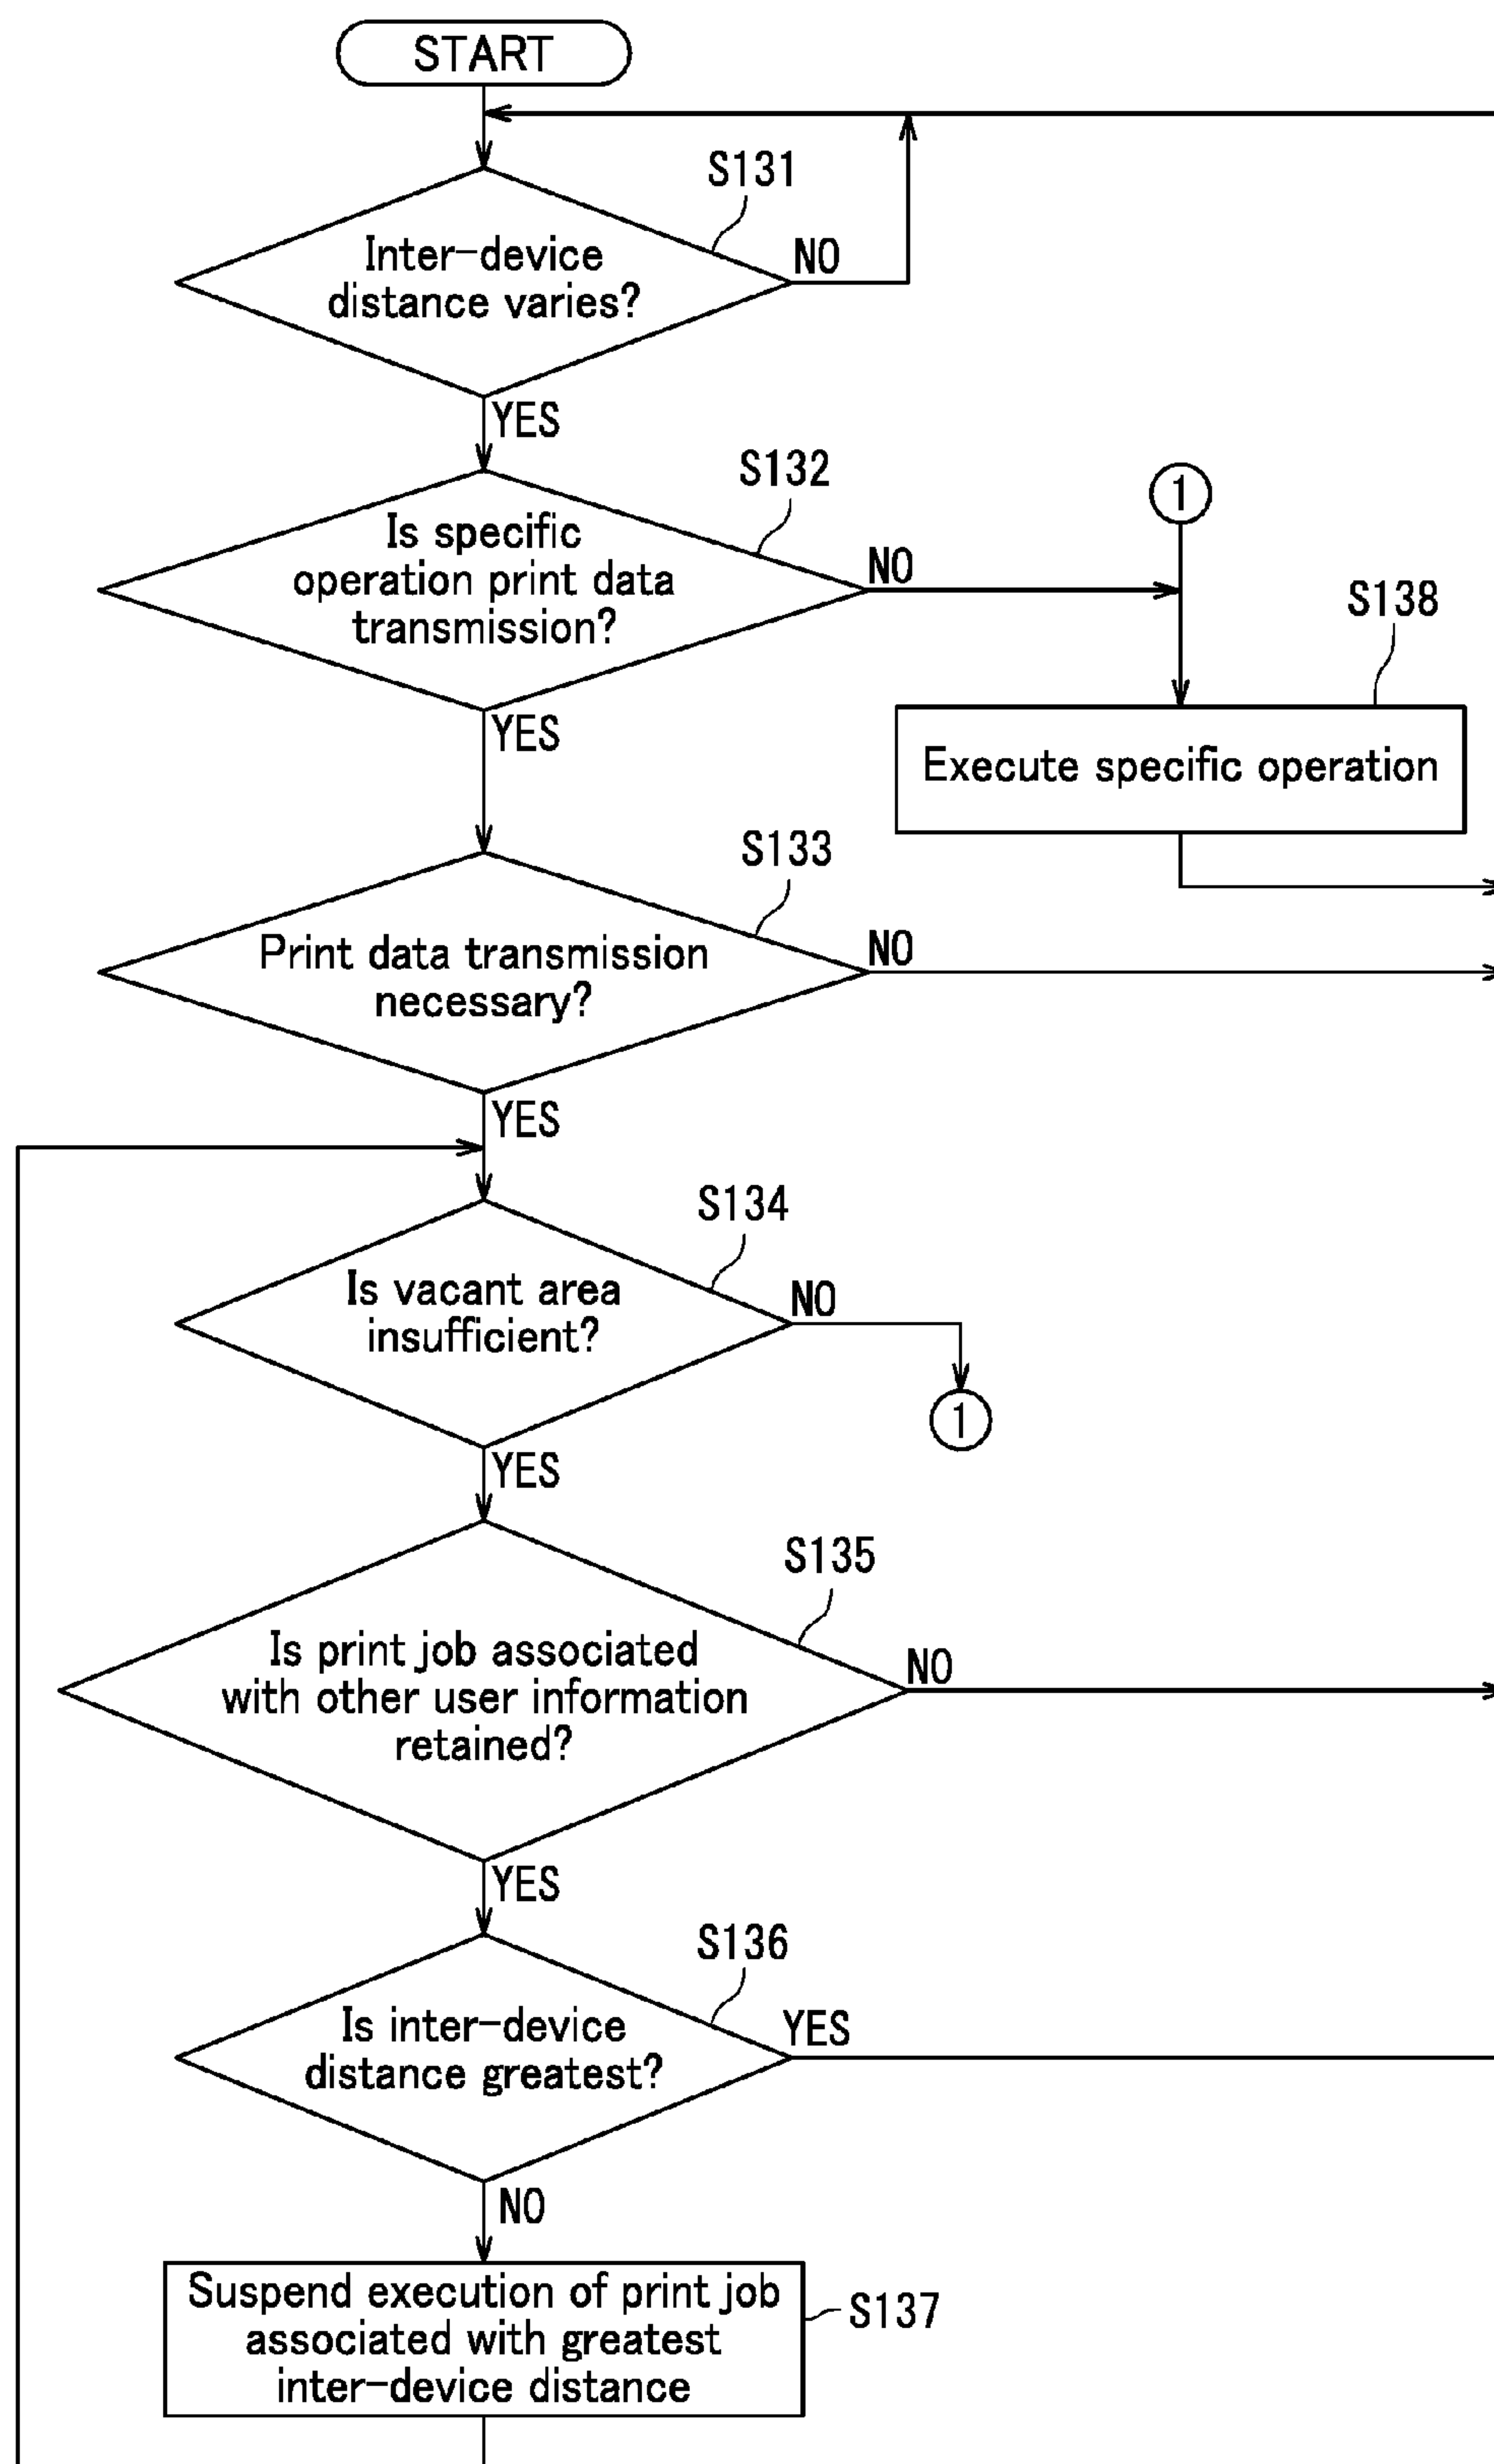 START
S131
Inter-device
distance varies?
NO
YES
S132
Is specific
operation print data
transmission?
NO
1
S138
YES
Execute specific operation
S133
Print data transmission
necessary?
NO
YES
S134
Is vacant area
insufficient?
NO
1
YES
S135
Is print job associated
with other user information
retained?
NO
YES
S136
Is inter-device
distance greatest?
YES
NO
Suspend execution of print job
associated with greatest
inter-device distance
S137